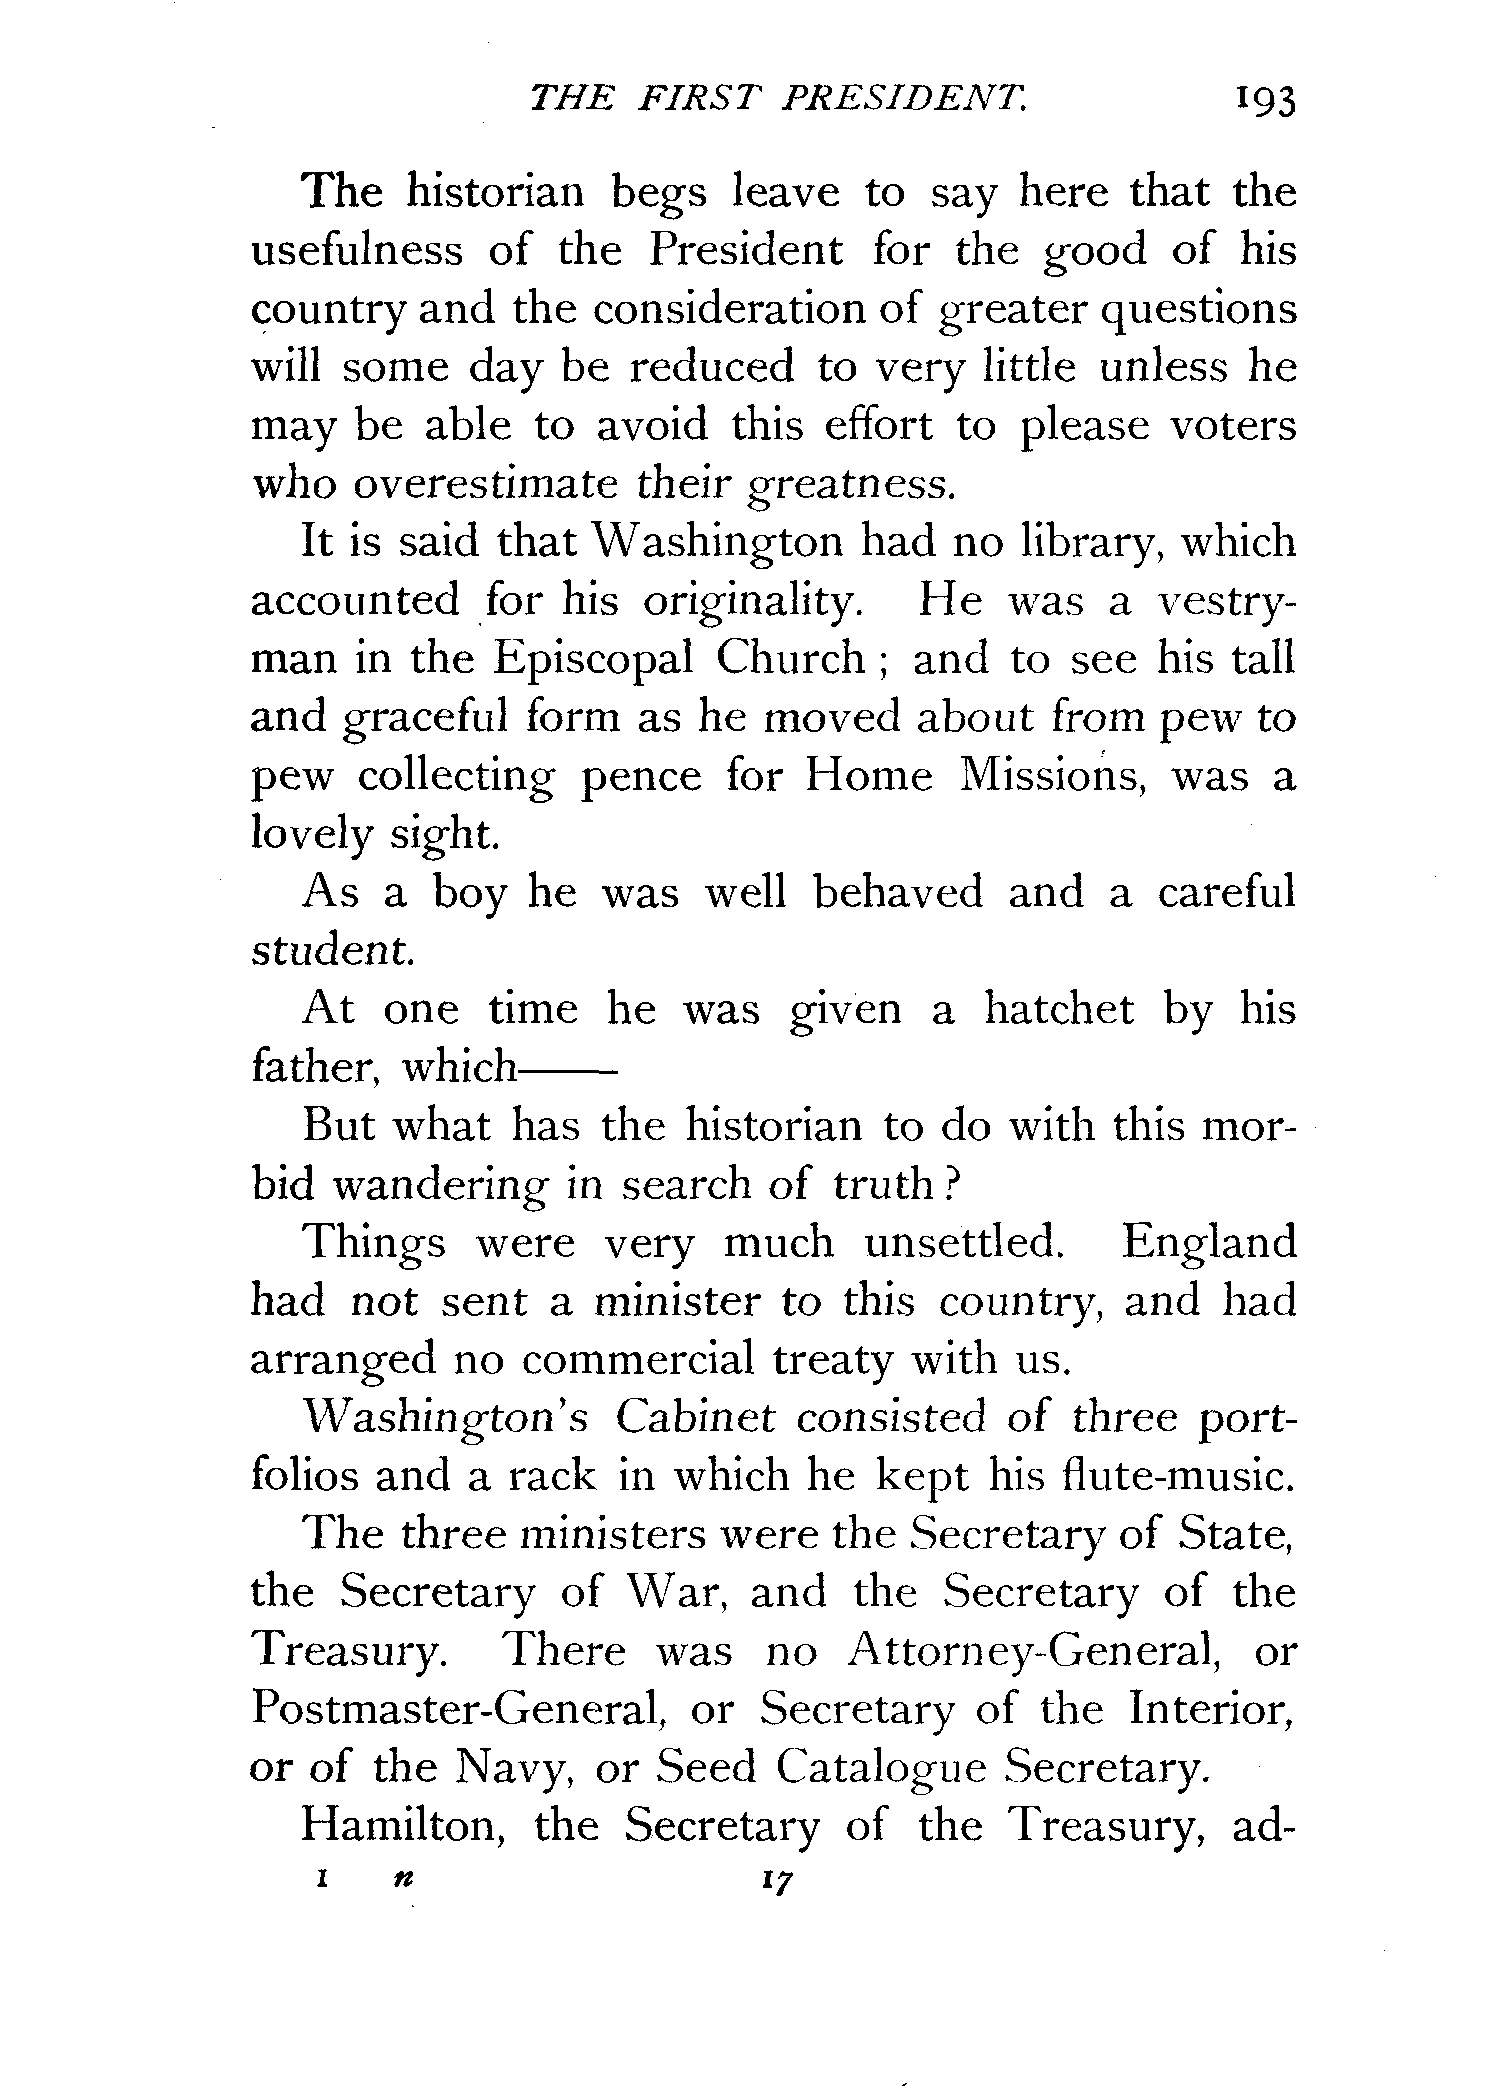 THE FIRST PRESIDENT. 193
The historian begs leave to say here that the
usefulness of the President for the good of his
country and the consideration of greater questions
will some day be reduced to very little unless he
may be able to avoid this effort to please voters
who overestimate their greatness.
It is said that Washington had no library, which
accounted for his originality. He was a vestry-
man in the Episcopal Church ; and to see his tall
and graceful form as he moved about from pew to
pew collecting pence for Home Missions, was a
lovely sight.
As a boy he was well behaved and a careful
student.
At one time he was given a hatchet by his
father, which——
But what has the historian to do with this mor-
bid wandering in search of truth ?
Things were very much unsettled. England
had not sent a minister to this country, and had
arranged no commercial treaty with us.
Washington's Cabinet consisted of three port-
folios and a rack in which he kept his flute-music.
The three ministers were the Secretary of State,
the Secretary of War, and the Secretary of the
Treasury. There was no Attorney-General, or
Postmaster-General, or Secretary of the Interior,
or of the Navy, or Seed Catalogue Secretary.
Hamilton, the Secretary of the Treasury, ad-
I n 17